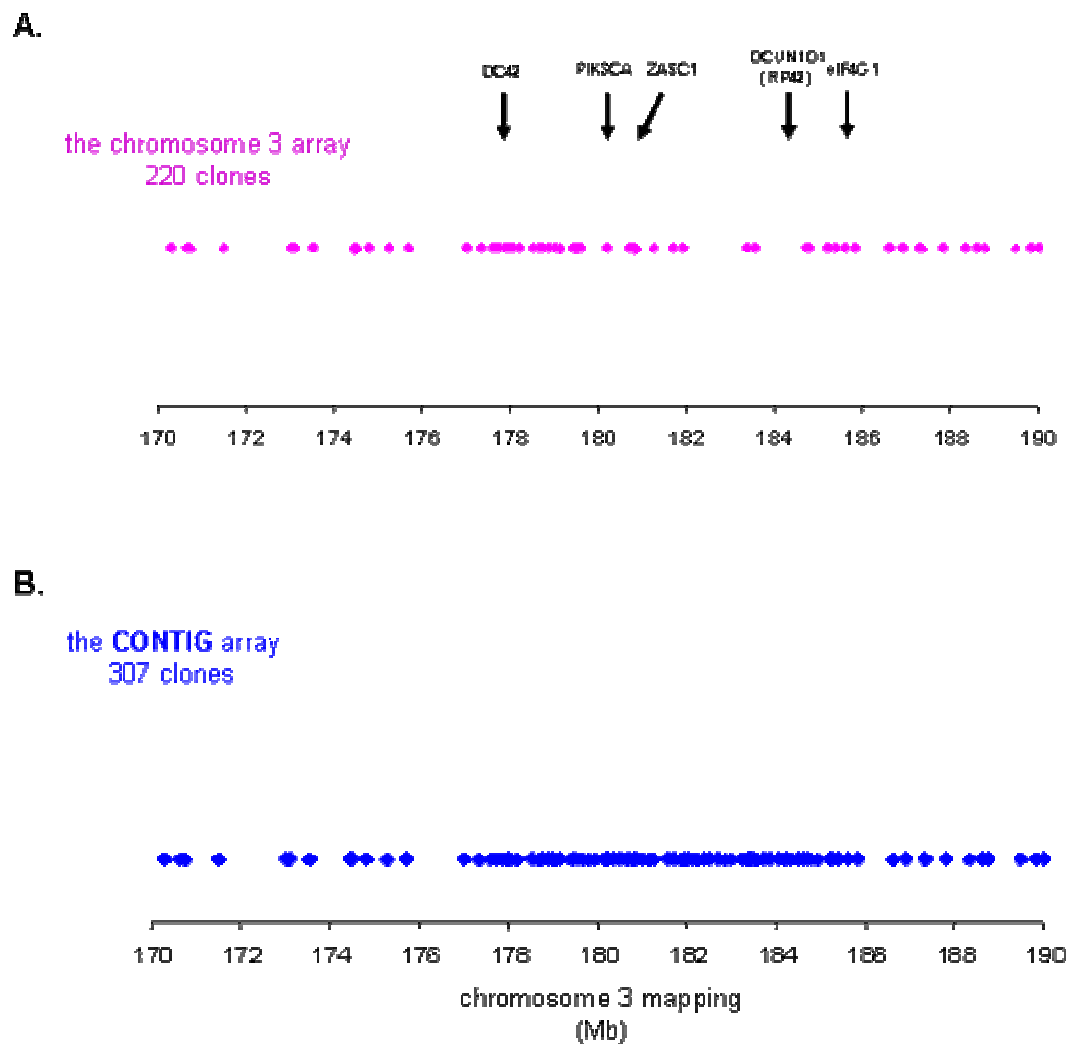 A.
DC42
PIK3CA
ZASC1
DCUN1D1
(RP42)
eIF4G1
the chromosome 3 array
220 clones
170 172 174 176 178 180 182 184 186 188 190
B.
the CONTIG array
307 clones
170 172 174 176 178 180 182 184 186 188 190
chromosome 3 mapping
(Mb)